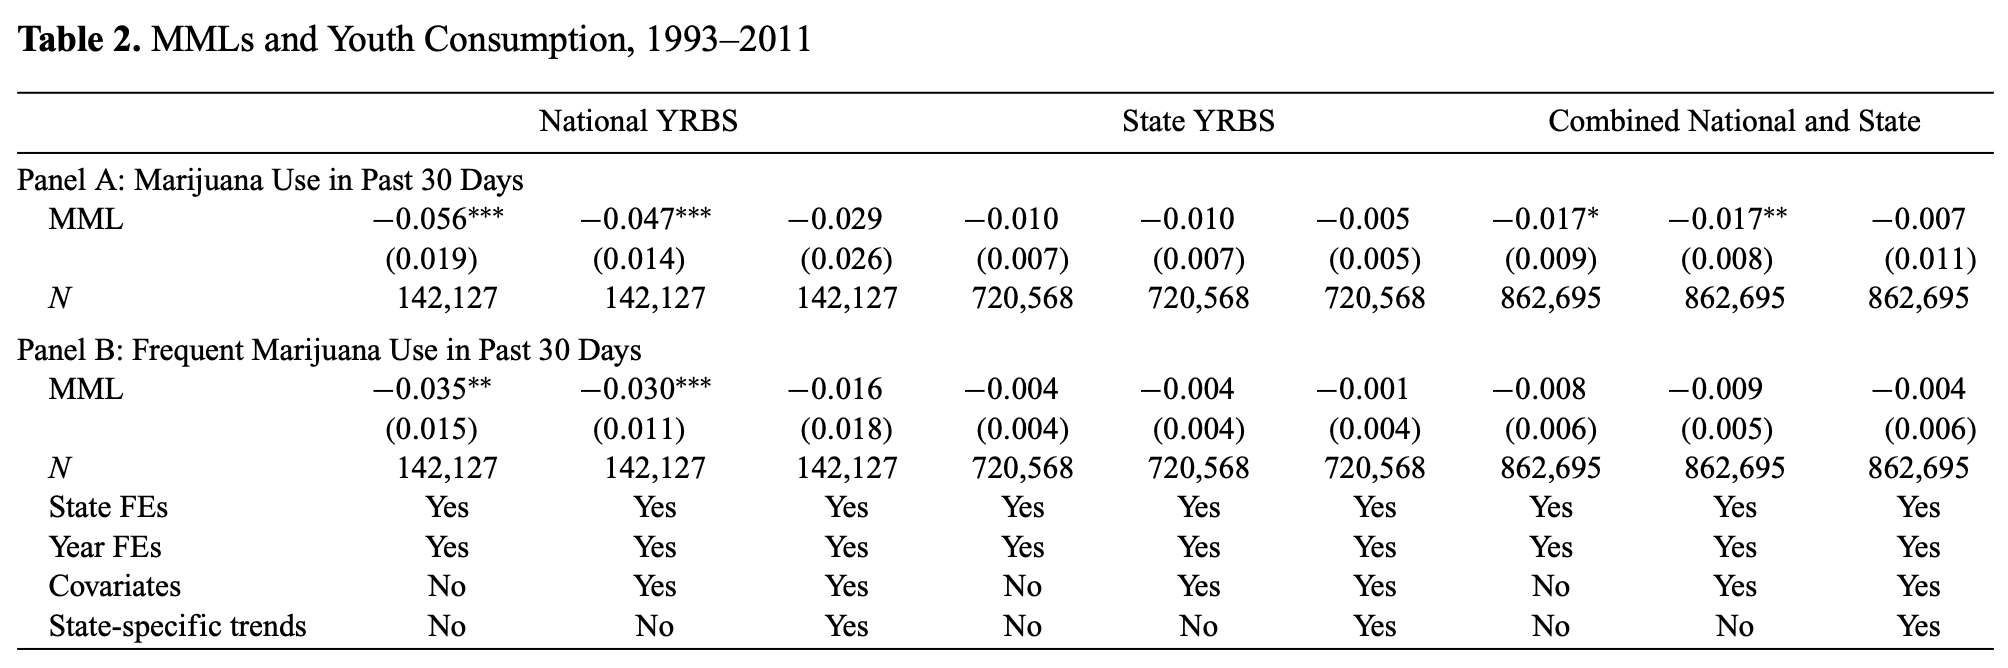 Table 2. MMLs and Youth Consumption, 1993–2011
National YRBS State YRBS Combined National and State
Panel A: Marijuana Use in Past 30 Days
MML −0.056*** −0.047*** −0.029 −0.010 −0.010 −0.005 −0.017* −0.017** −0.007
(0.019) (0.014) (0.026) (0.007) (0.007) (0.005) (0.009) (0.008) (0.011)
N 142,127 142,127 142,127 720,568 720,568 720,568 862,695 862,695 862,695
Panel B: Frequent Marijuana Use in Past 30 Days
MML −0.035** −0.030*** −0.016 −0.004 −0.004 −0.001 −0.008 −0.009 −0.004
(0.015) (0.011) (0.018) (0.004) (0.004) (0.004) (0.006) (0.005) (0.006)
N 142,127 142,127 142,127 720,568 720,568 720,568 862,695 862,695 862,695
State FEs Yes Yes Yes Yes Yes Yes Yes Yes Yes
Year FEs Yes Yes Yes Yes Yes Yes Yes Yes Yes
Covariates No Yes Yes No Yes Yes No Yes Yes
State-specific trends No No Yes No No Yes No No Yes